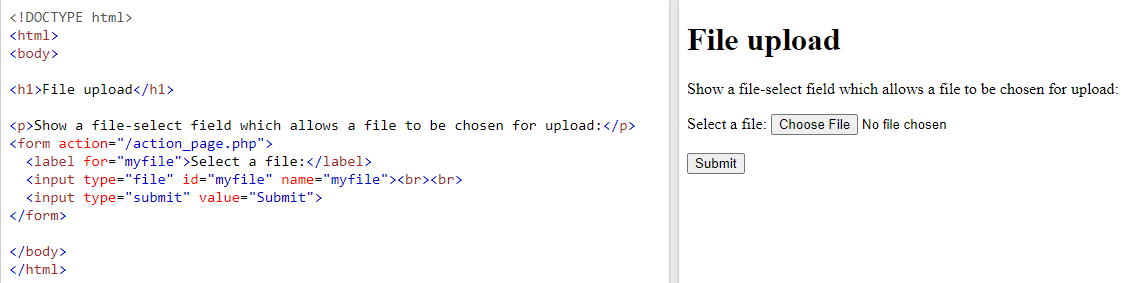 <!DOCTYPE html>
<html>
<body>
<h1>File upload</h1>
<p>Show a file-select field which allows a file to be chosen for upload:</p>
<form action="/action_page.php">
  <label for="myfile">Select a file:</label>
  <input type="file" id="myfile" name="myfile"><br><br>
  <input type="submit" value="Submit">
</form>
</body>
</html>
File upload
Show a file-select field which allows a file to be chosen for upload:
Select a file: Choose File No file chosen
Submit